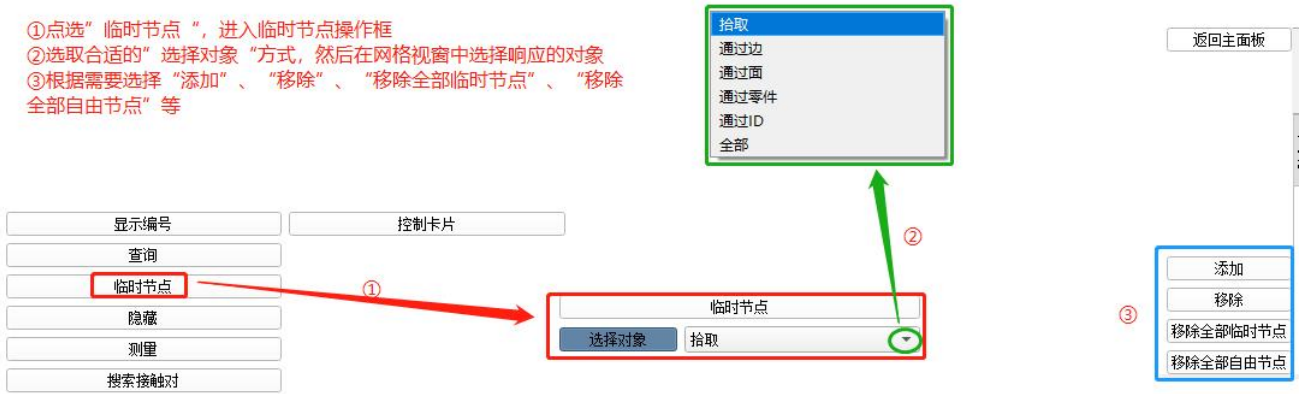 ①点选”临时节点“，进入临时节点操作框
②选取合适的”选择对象“方式，然后在网格视窗中选择响应的对象
③根据需要选择“添加”、“移除”、“移除全部临时节点”、“移除
全部自由节点”等
拾取
通过边
通过面
通过零件
通过ID
全部
返回主面板
显示编号
控制卡片
查询
临时节点
隐藏
测量
搜索接触对
①
②
临时节点
选择对象
拾取
③
添加
移除
移除全部临时节点
移除全部自由节点